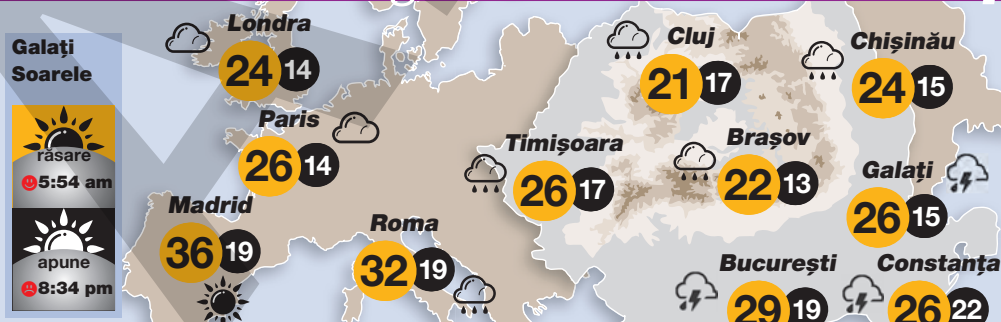 Galați
Soarele
răsare
5:54 am
apune
8:34 pm
Londra
24 14
Paris
26 14
Madrid
36 19
Roma
32 19
Cluj
21 17
Timișoara
26 17
Brașov
22 13
Chișinău
24 15
Galați
26 15
București
29 19
Constanța
26 22